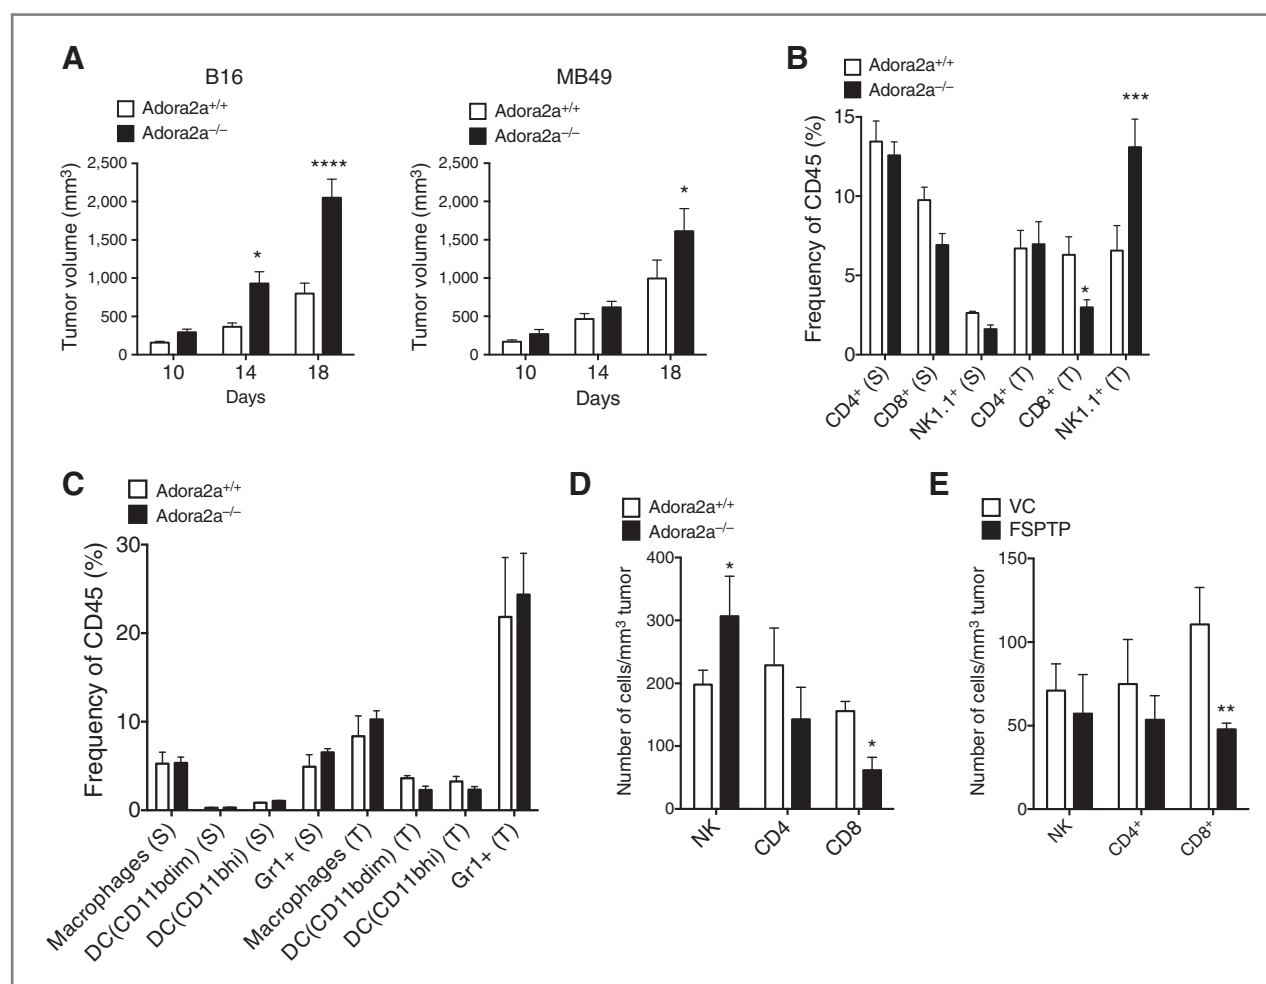 A
B16
Adora2a+/+
Adora2a–/–
Tumor volume (mm3)
2,500
2,000
1,500
1,000
500
0
10 14 18
Days
****
*
MB49
Adora2a+/+
Adora2a–/–
Tumor volume (mm3)
2,500
2,000
1,500
1,000
500
0
10 14 18
Days
*
B
Adora2a+/+
Adora2a–/–
Frequency of CD45 (%)
15
10
5
0
***
*
CD4+ (S)
CD8+ (S)
NK1.1+ (S)
CD4+ (T)
CD8+ (T)
NK1.1+ (T)
C
Adora2a+/+
Adora2a–/–
Frequency of CD45 (%)
30
20
10
0
Macrophages (S)
DC(CD11bdim) (S)
DC(CD11bhi) (S)
Gr1+ (S)
Macrophages (T)
DC(CD11bdim) (T)
DC(CD11bhi) (T)
Gr1+ (T)
D
Adora2a+/+
Adora2a–/–
Number of cells/mm3 tumor
400
300
200
100
0
*
*
NK
CD4
CD8
E
VC
FSPTP
Number of cells/mm3 tumor
150
100
50
0
**
NK
CD4+
CD8+